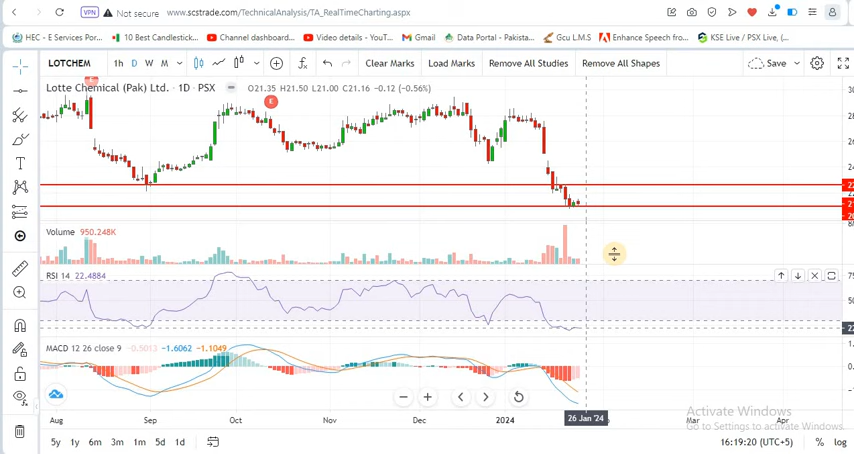 VPN Not secure www.scstrade.com/TechnicalAnalysis/TA_RealTimeCharting.aspx
HEC - E Services Por... 10 Best Candlestick... Channel dashboard... Video details - YouT... Gmail Data Portal - Pakista... Gcu L.M.S Enhance Speech fro... KSE Live / PSX Live, (...
LOTCHEM 1h D W M Clear Marks Load Marks Remove All Studies Remove All Shapes Save
Lotte Chemical (Pak) Ltd. · 1D · PSX O21.35 H21.50 L21.00 C21.16 −0.12 (−0.56%)
E
E
Volume 950.248K
RSI 14 22.4884
MACD 12 26 close 9 −0.5013 −1.6062 −1.1049
Activate Windows
Aug Sep Oct Nov Dec 2024 26 Jan '24 Mar Apr
Go to Settings to activate Windows.
5y 1y 6m 3m 1m 5d 1d 16:19:20 (UTC+5) % log